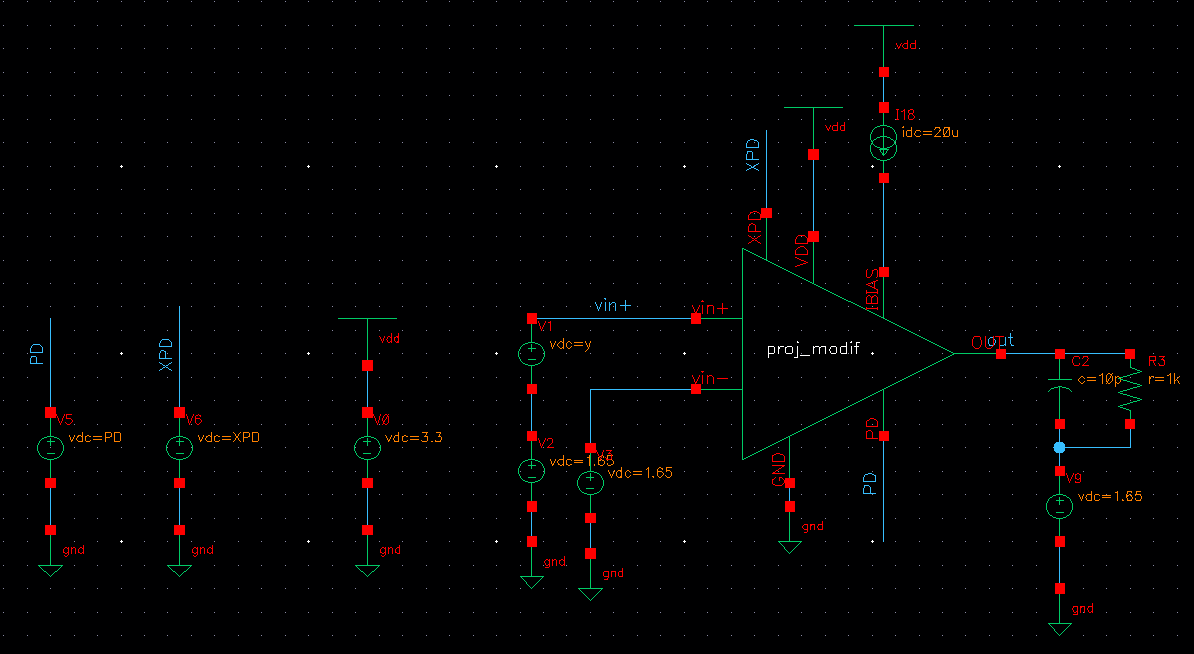 vdd
I18
idc=20u
vdd
XPD
XPD
VDD
IBIAS
vin+
vin+
V1
vdc=y
vin-
proj_modif
OUT
out
C2
c=10p
R3
r=1k
PD
XPD
vdd
V5
vdc=PD
V6
vdc=XPD
V0
vdc=3.3
V2
vdc=1.65
vdc=1.65
GND
PD
PD
V9
vdc=1.65
gnd
gnd
gnd
gnd
gnd
gnd
gnd